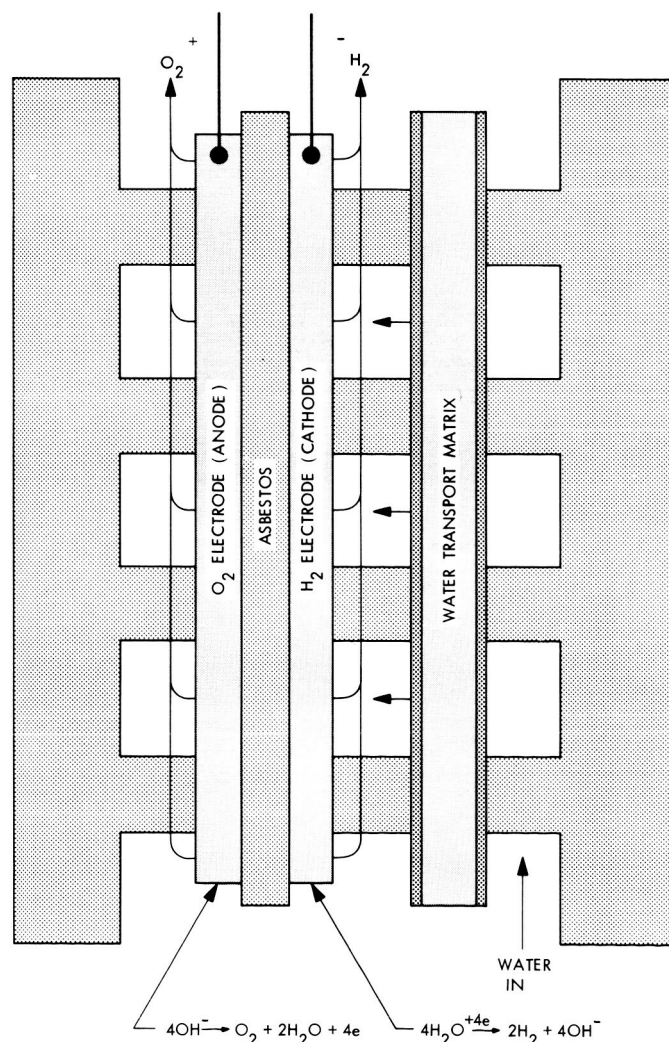 +
-
O₂
H₂
O₂ ELECTRODE (ANODE)
ASBESTOS
H₂ ELECTRODE (CATHODE)
WATER TRANSPORT MATRIX
WATER
IN
4OH⁻ → O₂ + 2H₂O + 4e
4H₂O +4e → 2H₂ + 4OH⁻